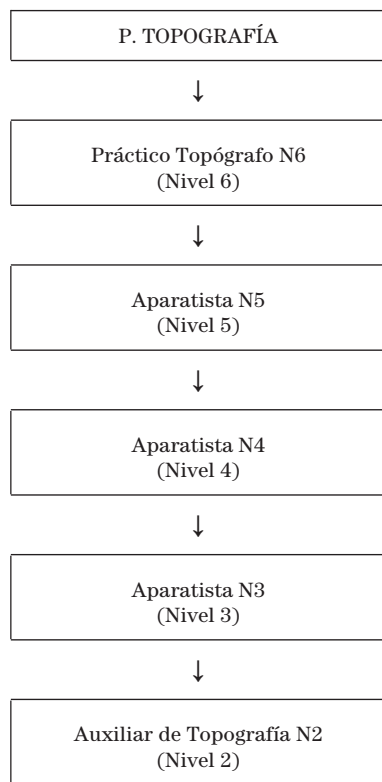 P. TOPOGRAFÍA
↓
Práctico Topógrafo N6
(Nivel 6)
↓
Aparatista N5
(Nivel 5)
↓
Aparatista N4
(Nivel 4)
↓
Aparatista N3
(Nivel 3)
↓
Auxiliar de Topografía N2
(Nivel 2)